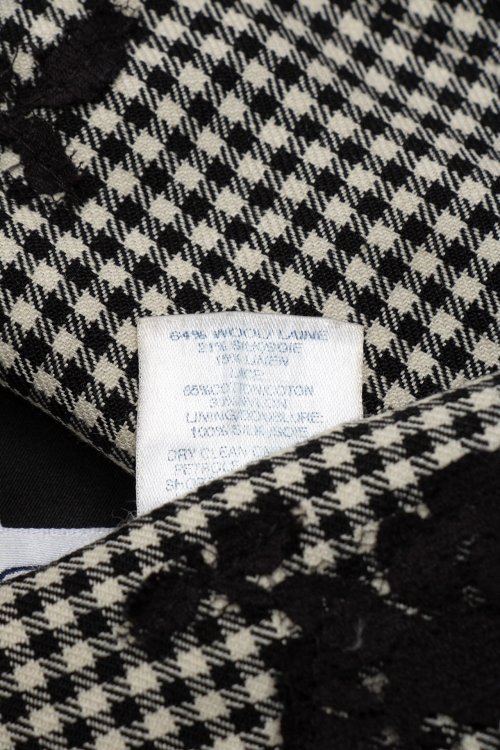 64% WOOL/LAINE
21% SILK/SOIE
15% LINEN
LACE:
65%COTTON/COTON
LINING/DOUBLURE:
100% SILK/SOIE
DRY CLEAN
PETROL